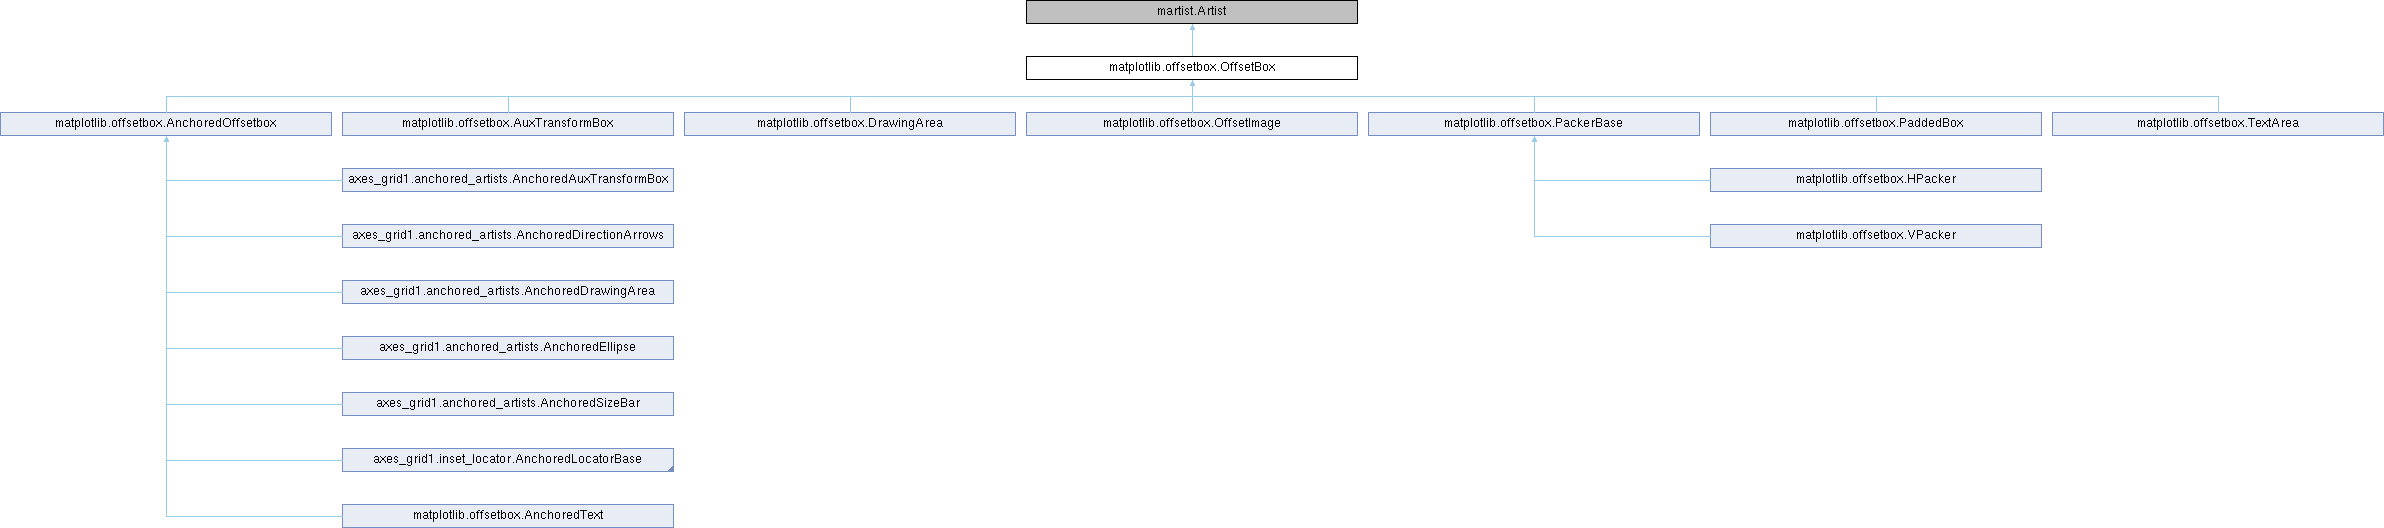 martist.Artist
matplotlib.offsetbox.OffsetBox
matplotlib.offsetbox.AnchoredOffsetbox
matplotlib.offsetbox.AuxTransformBox
matplotlib.offsetbox.DrawingArea
matplotlib.offsetbox.OffsetImage
matplotlib.offsetbox.PackerBase
matplotlib.offsetbox.PaddedBox
matplotlib.offsetbox.TextArea
axes_grid1.anchored_artists.AnchoredAuxTransformBox
matplotlib.offsetbox.HPacker
axes_grid1.anchored_artists.AnchoredDirectionArrows
matplotlib.offsetbox.VPacker
axes_grid1.anchored_artists.AnchoredDrawingArea
axes_grid1.anchored_artists.AnchoredEllipse
axes_grid1.anchored_artists.AnchoredSizeBar
axes_grid1.inset_locator.AnchoredLocatorBase
matplotlib.offsetbox.AnchoredText